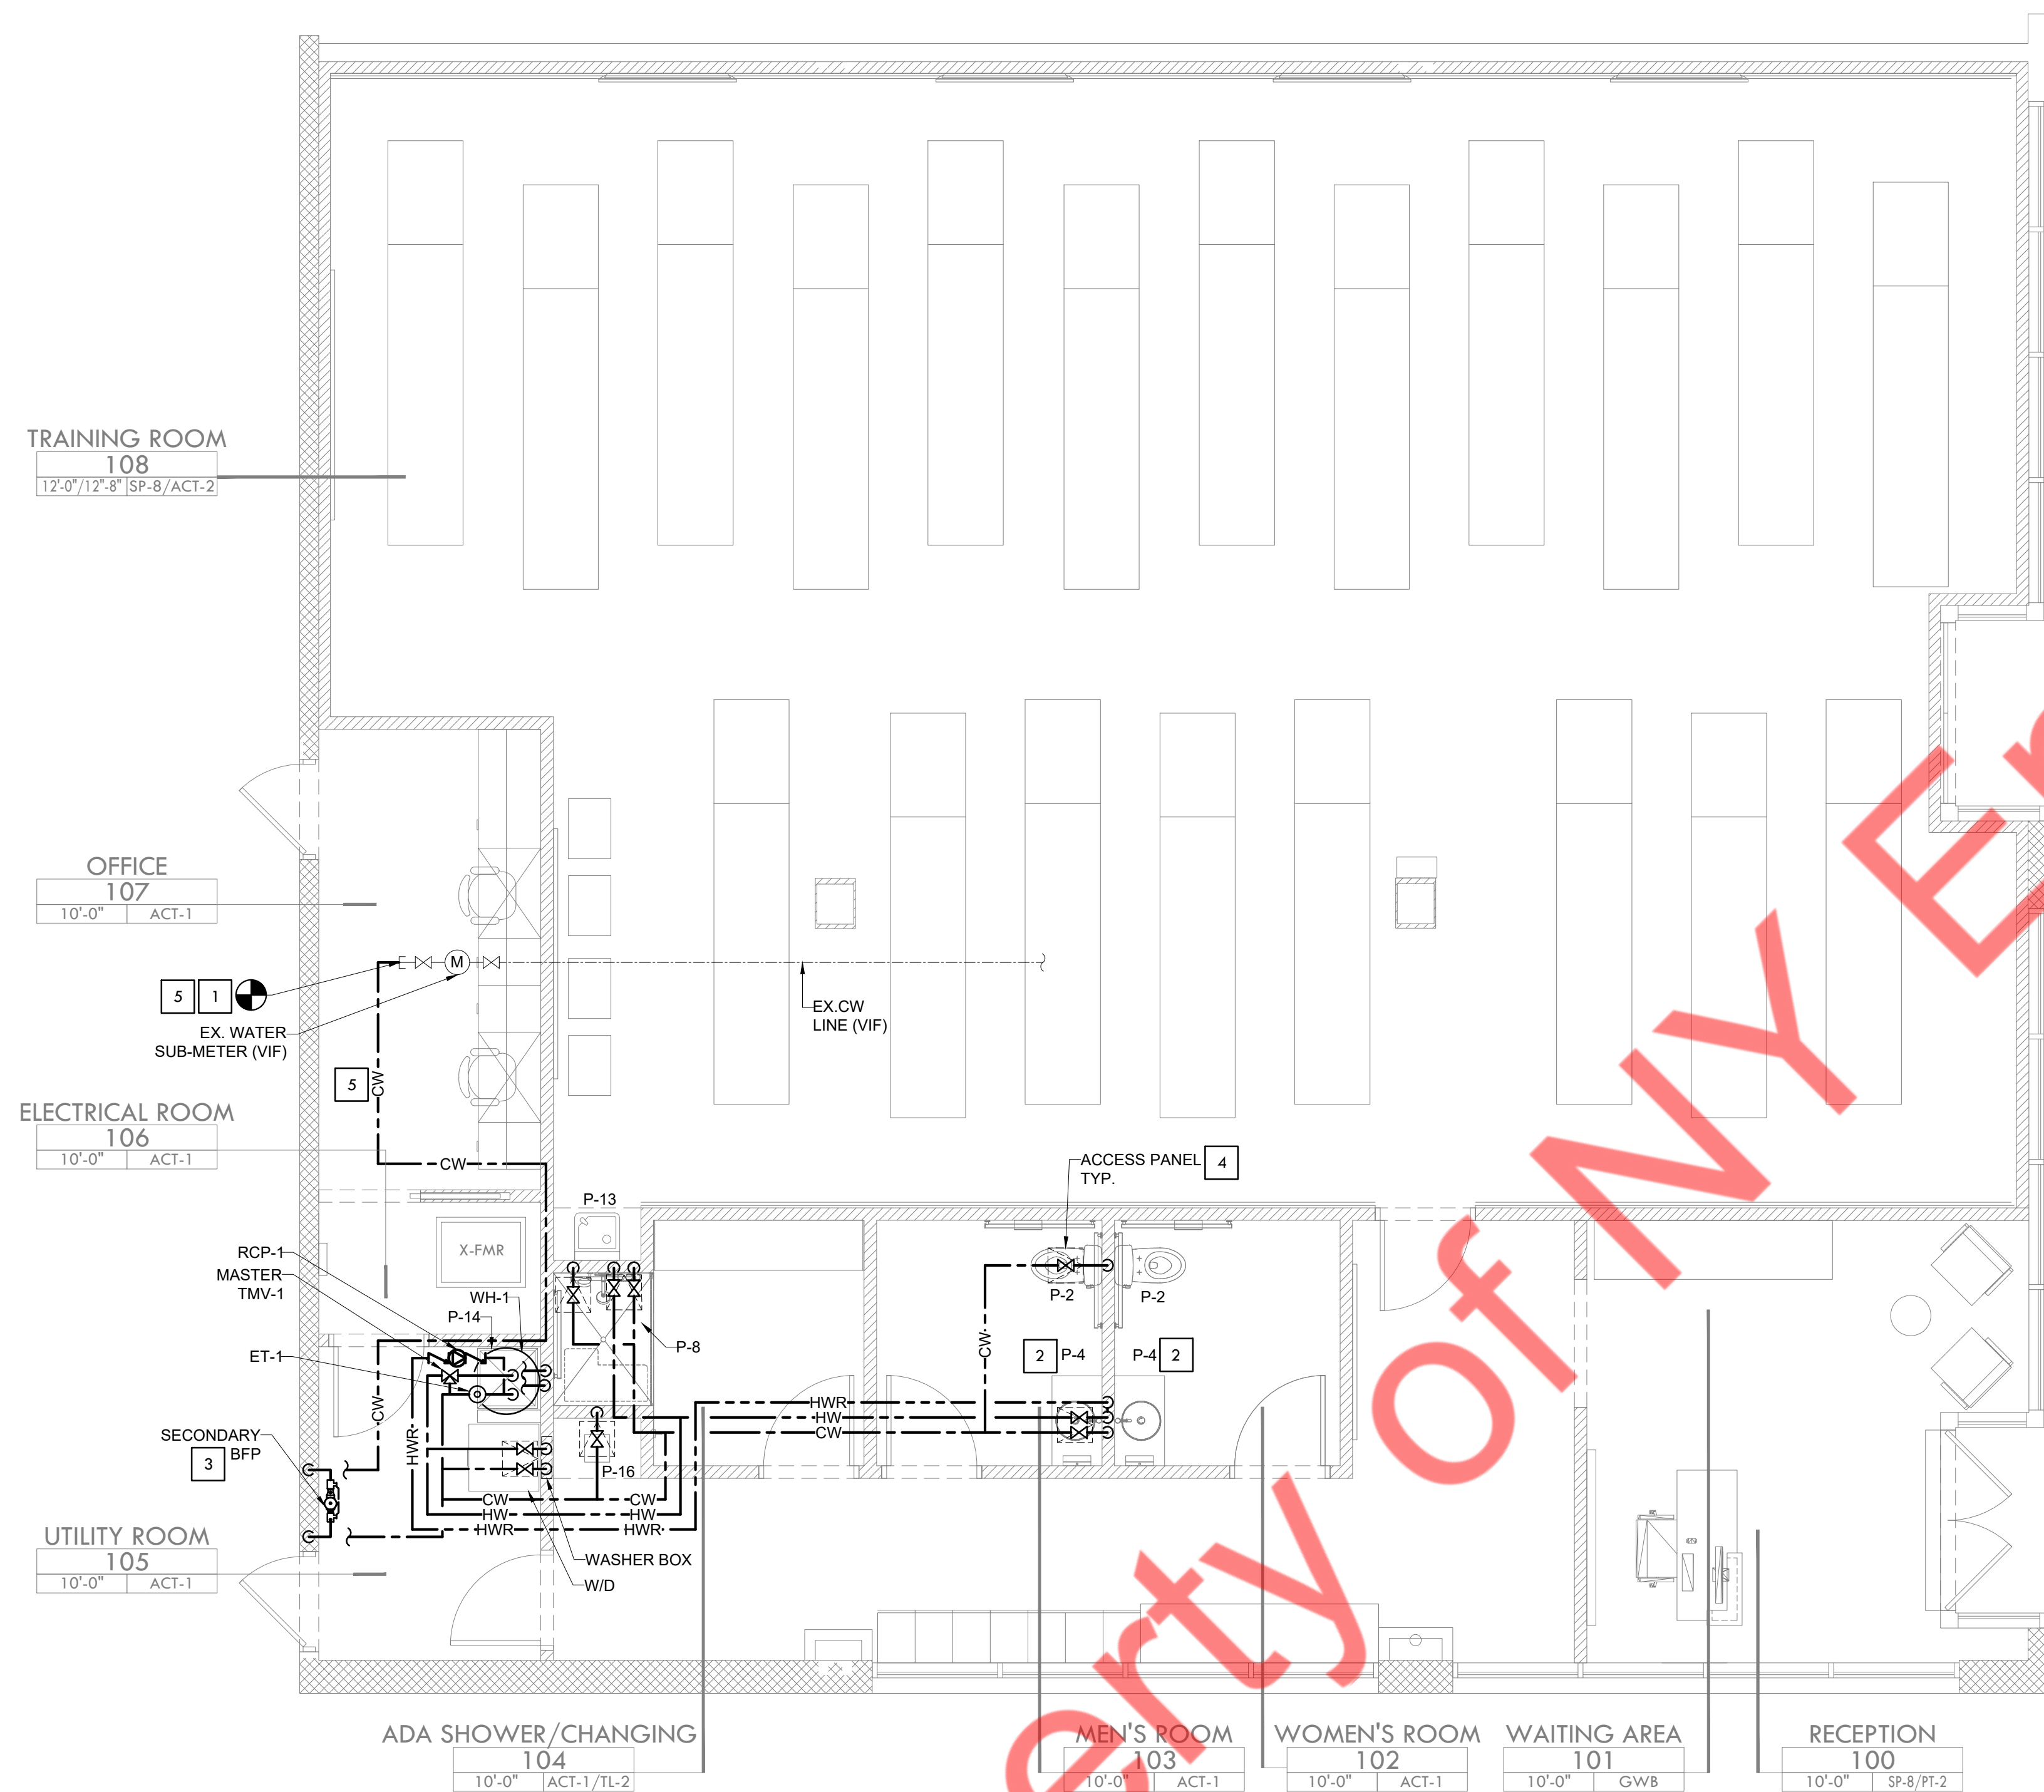 TRAINING ROOM
108
12'-0"/12"-8" SP-8/ACT-2
OFFICE
107
10'-0" ACT-1
M
5 1
EX. WATER
SUB-METER (VIF)
EX.CW
LINE (VIF)
5
CW
ELECTRICAL ROOM
106
10'-0" ACT-1
CW
ACCESS PANEL 4
TYP.
P-13
X-FMR
RCP-1
MASTER
TMV-1
WH-1
P-14
ET-1
P-8
P-2
P-2
2 P-4
P-4 2
CW
CW
HWR
HWR
HW
CW
SECONDARY
3 BFP
P-16
CW
CW
HW
HW
HWR
HWR
WASHER BOX
W/D
UTILITY ROOM
105
10'-0" ACT-1
ADA SHOWER/CHANGING
104
10'-0" ACT-1/TL-2
MEN'S ROOM
103
10'-0" ACT-1
WOMEN'S ROOM
102
10'-0" ACT-1
WAITING AREA
101
10'-0" GWB
RECEPTION
100
10'-0" SP-8/PT-2
erty of NY En